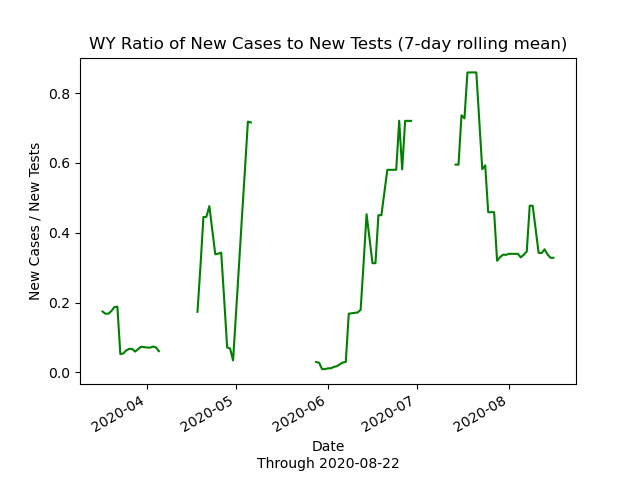 WY Ratio of New Cases to New Tests (7-day rolling mean)
New Cases / New Tests
0.8
0.6
0.4
0.2
0.0
2020-04
2020-05
2020-06
2020-07
2020-08
Date
Through 2020-08-22